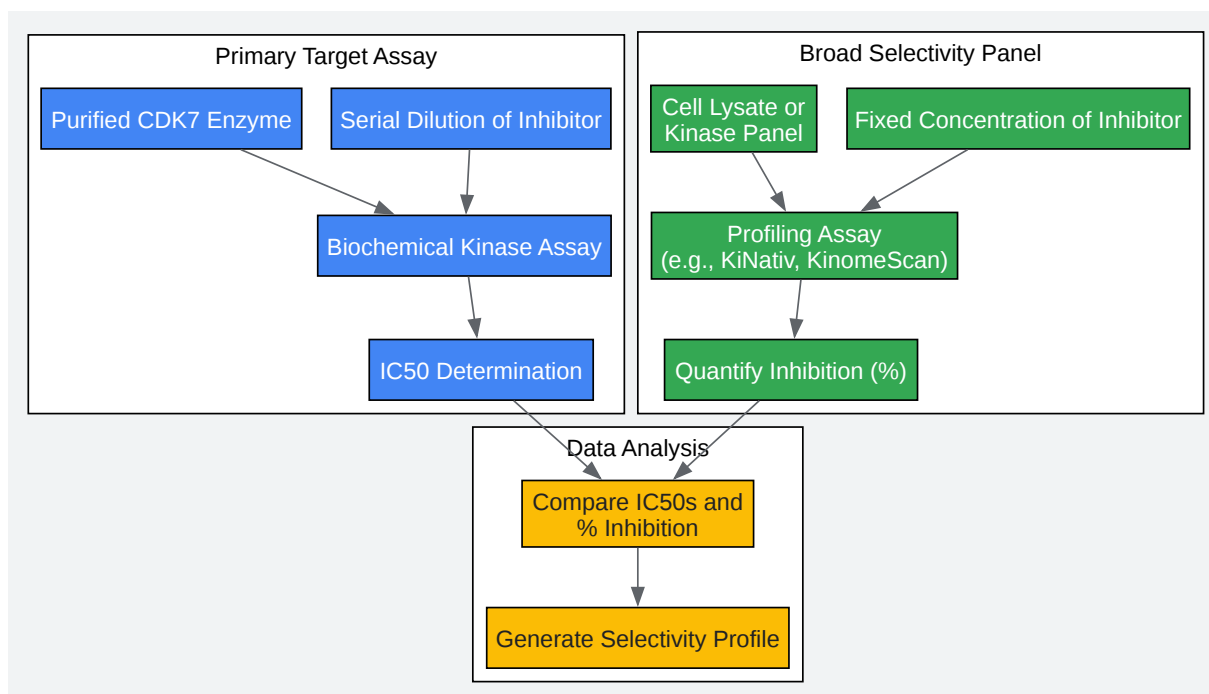 Primary Target Assay
Purified CDK7 Enzyme
Serial Dilution of Inhibitor
Biochemical Kinase Assay
IC50 Determination
Broad Selectivity Panel
Cell Lysate or
Kinase Panel
Fixed Concentration of Inhibitor
Profiling Assay
(e.g., KiNativ, KinomeScan)
Quantify Inhibition (%)
Data Analysis
Compare IC50s and
% Inhibition
Generate Selectivity Profile